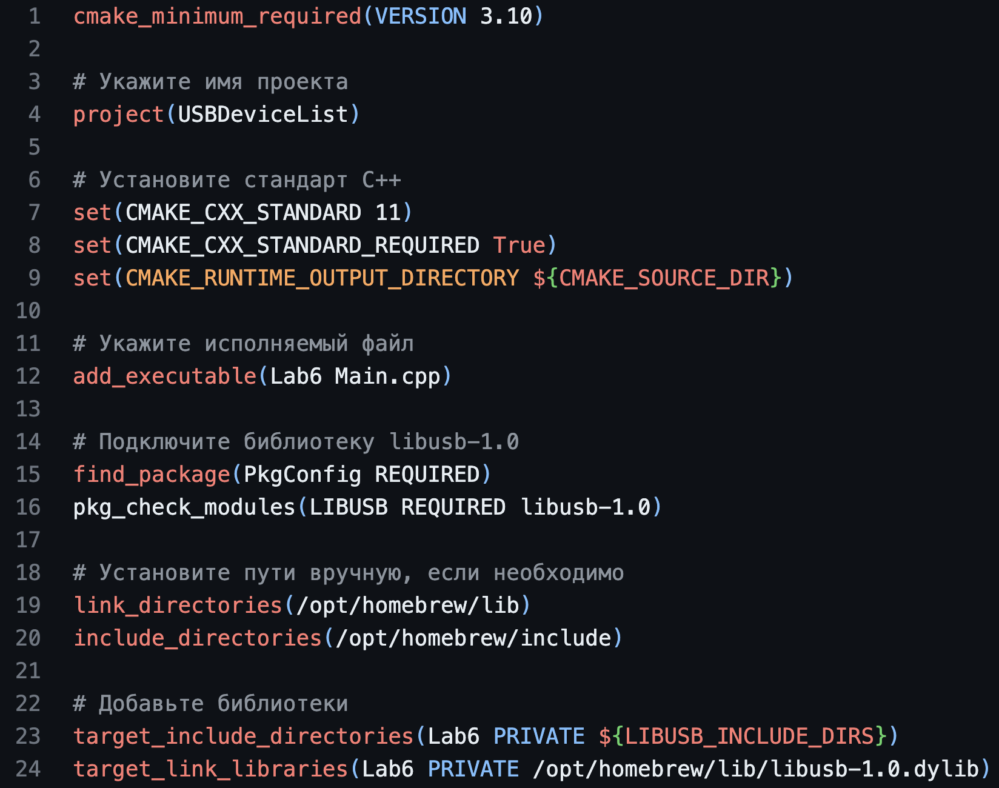 1 cmake_minimum_required(VERSION 3.10)
2
3 # Укажите имя проекта
4 project(USBDeviceList)
5
6 # Установите стандарт C++
7 set(CMAKE_CXX_STANDARD 11)
8 set(CMAKE_CXX_STANDARD_REQUIRED True)
9 set(CMAKE_RUNTIME_OUTPUT_DIRECTORY ${CMAKE_SOURCE_DIR})
10
11 # Укажите исполняемый файл
12 add_executable(Lab6 Main.cpp)
13
14 # Подключите библиотеку libusb-1.0
15 find_package(PkgConfig REQUIRED)
16 pkg_check_modules(LIBUSB REQUIRED libusb-1.0)
17
18 # Установите пути вручную, если необходимо
19 link_directories(/opt/homebrew/lib)
20 include_directories(/opt/homebrew/include)
21
22 # Добавьте библиотеки
23 target_include_directories(Lab6 PRIVATE ${LIBUSB_INCLUDE_DIRS})
24 target_link_libraries(Lab6 PRIVATE /opt/homebrew/lib/libusb-1.0.dylib)